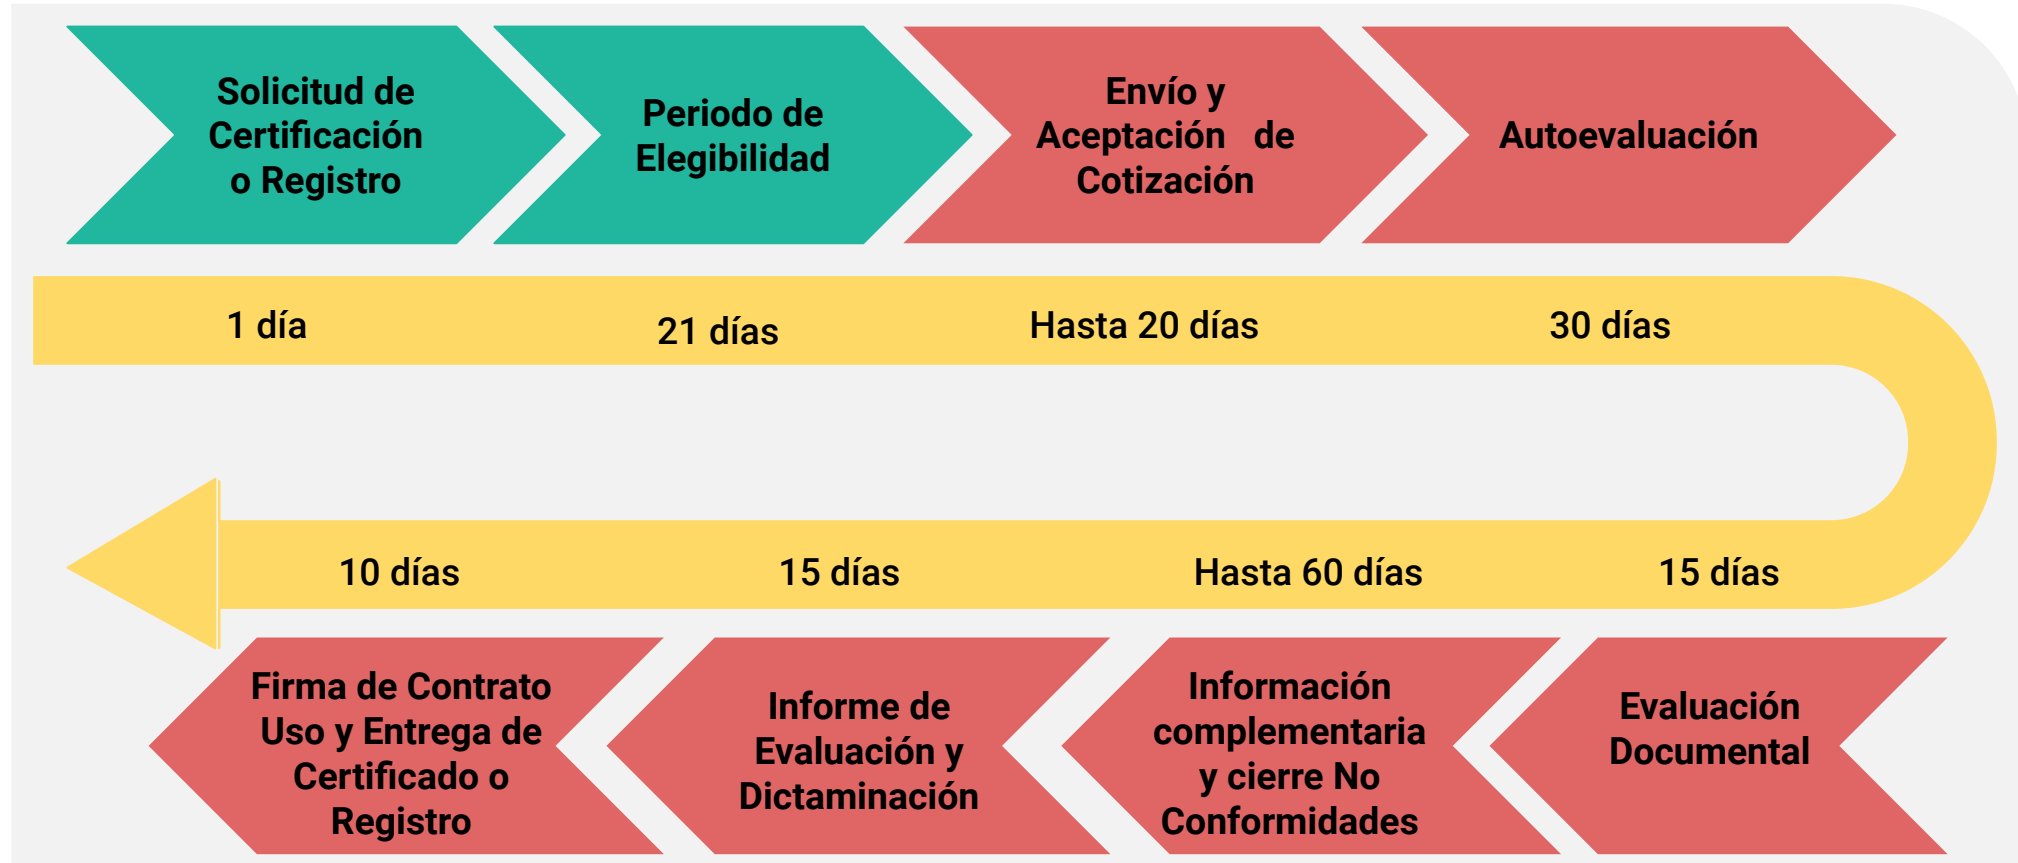 Solicitud de
Certificación
o Registro
Periodo de
Elegibilidad
Envío y
Aceptación de
Cotización
Autoevaluación
1 día
21 días
Hasta 20 días
30 días
10 días
15 días
Hasta 60 días
15 días
Firma de Contrato
Uso y Entrega de
Certificado o
Registro
Informe de
Evaluación y
Dictaminación
Información
complementaria
y cierre No
Conformidades
Evaluación
Documental